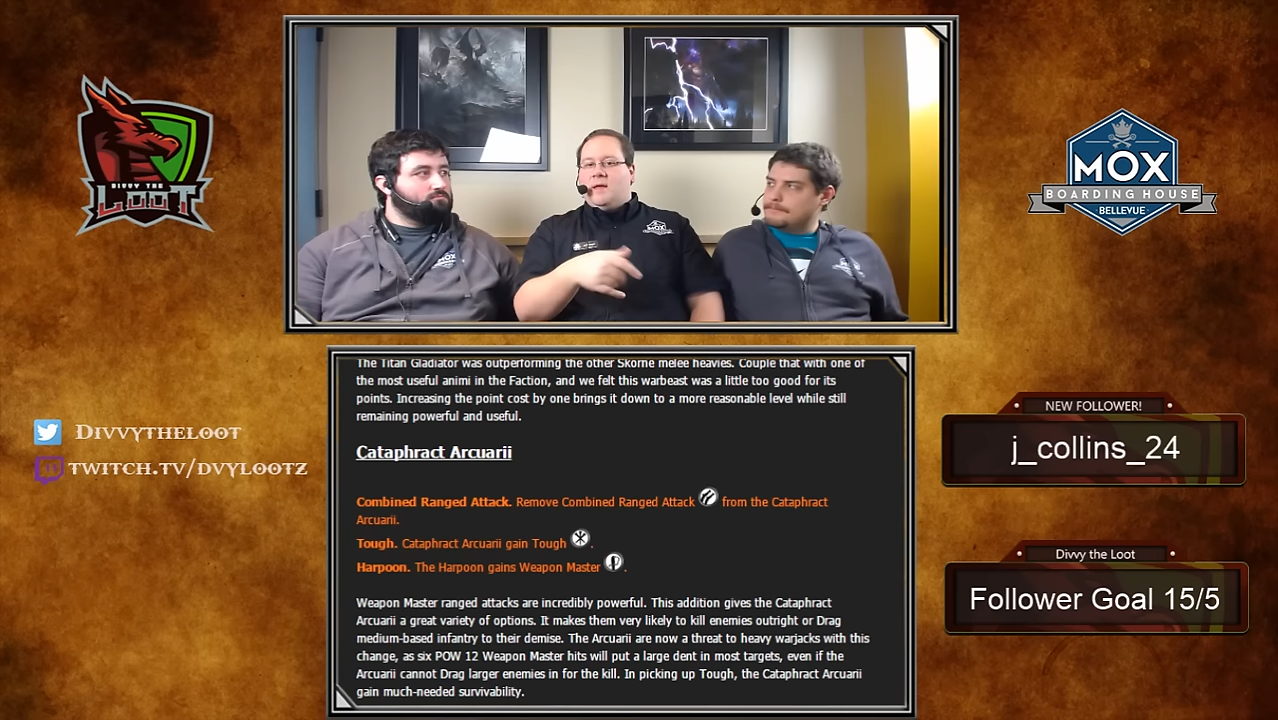 DIVVY THE
LOOT
MOX
BOARDING HOUSE
BELLEVUE
MOX
MOX
The Titan Gladiator was outperforming the other Skorne melee heavies. Couple that with one of
the most useful animi in the Faction, and we felt this warbeast was a little too good for its
points. Increasing the point cost by one brings it down to a more reasonable level while still
remaining powerful and useful.
Cataphract Arcuarii
Combined Ranged Attack. Remove Combined Ranged Attack from the Cataphract
Arcuarii.
Tough. Cataphract Arcuarii gain Tough .
Harpoon. The Harpoon gains Weapon Master .
Weapon Master ranged attacks are incredibly powerful. This addition gives the Cataphract
Arcuarii a great variety of options. It makes them very likely to kill enemies outright or Drag
medium-based infantry to their demise. The Arcuarii are now a threat to heavy warjacks with this
change, as six POW 12 Weapon Master hits will put a large dent in most targets, even if the
Arcuarii cannot Drag larger enemies in for the kill. In picking up Tough, the Cataphract Arcuarii
gain much-needed survivability.
Divvytheloot
twitch.tv/dvylootz
NEW FOLLOWER!
j_collins_24
Divvy the Loot
Follower Goal 15/5